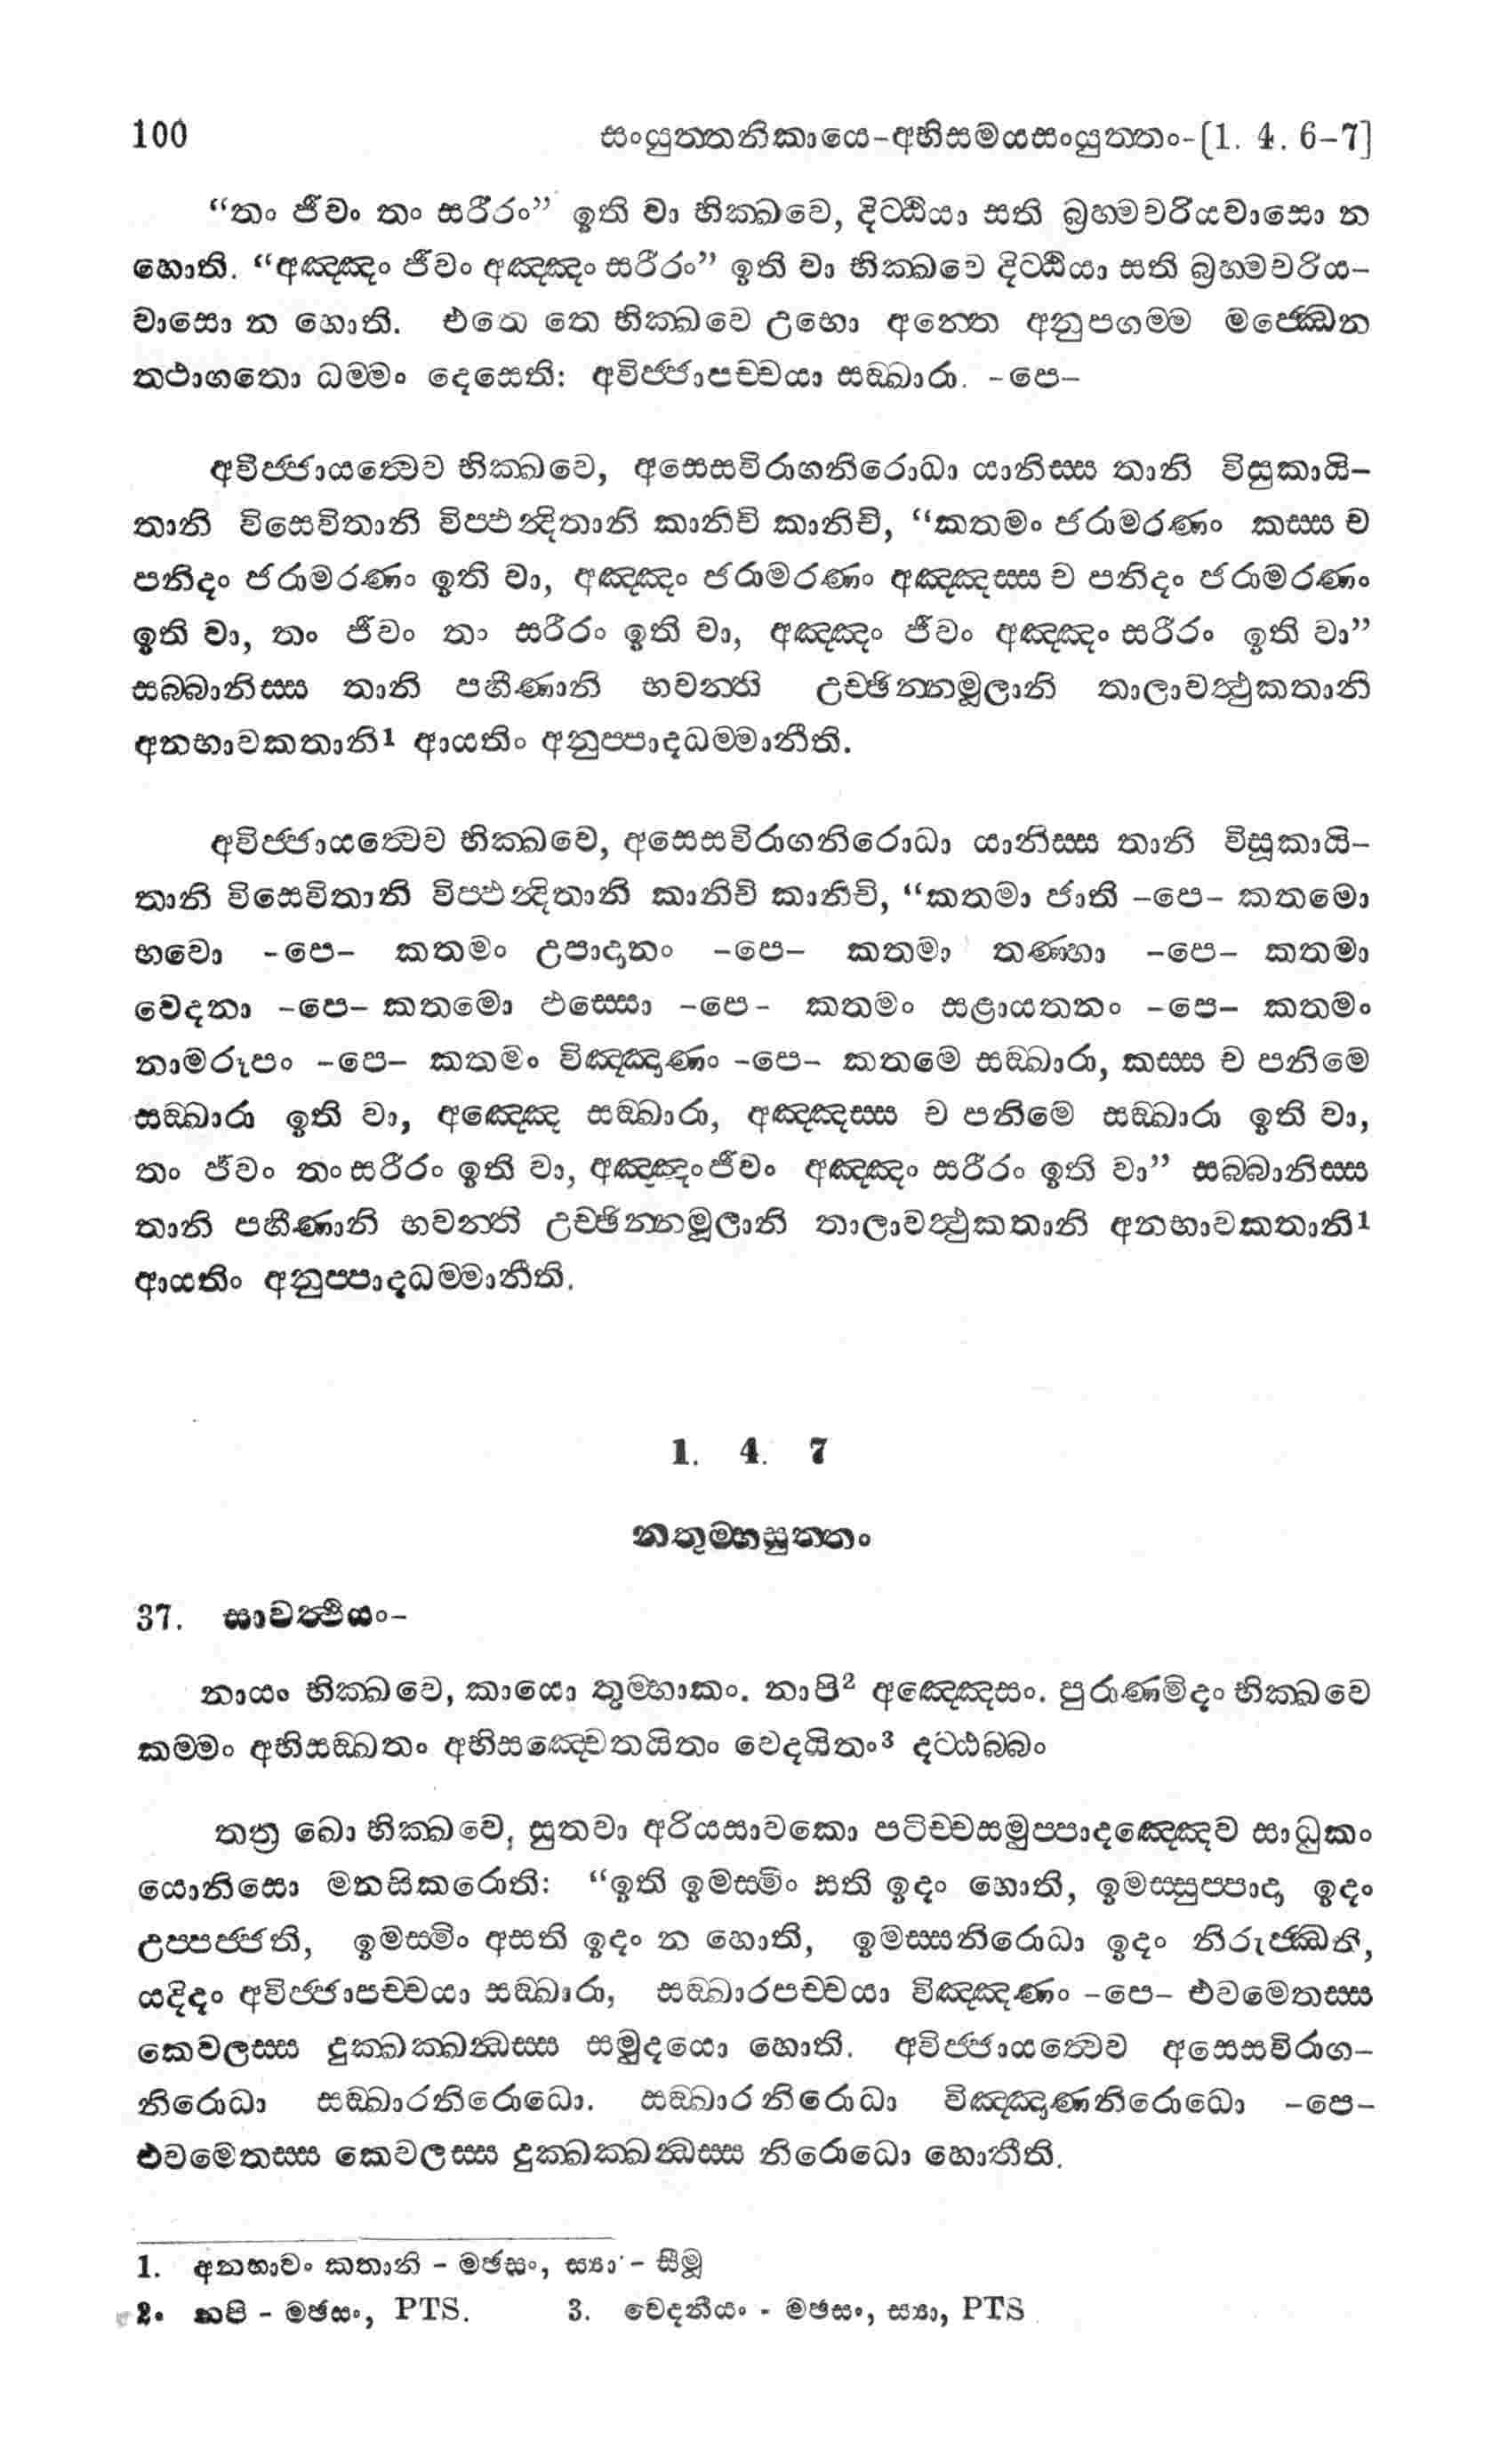 100 සංයුත්තනිකායෙ-අභිසමයසංයුත්තං-[1. 4. 6-7]
“තං ජීවං තං සරීරං” ඉති වා භික්ඛවෙ, දිට්ඨියා සති බ්‍රහ්මචරියවාසො න
හොති. “අඤ්ඤං ජීවං අඤ්ඤං සරීරං” ඉති වා භික්ඛවෙ දිට්ඨියා සති බ්‍රහ්මචරිය-
වාසො න හොති. එතෙ තෙ භික්ඛවෙ උභො අන්තෙ අනුපගම්ම මජ්ඣෙන
තථාගතො ධම්මං දෙසෙති: අවිජ්ජාපච්චයා සඞ්ඛාරා. -පෙ-
අවිජ්ජායත්වෙව භික්ඛවෙ, අසෙසවිරාගනිරොධා යානිස්ස තානි විසුකායි-
තානි විසෙවිතානි විප්ඵන්දිතානි කානිචි කානිචි, “කතමං ජරාමරණං කස්ස ච
පනිදං ජරාමරණං ඉති වා, අඤ්ඤං ජරාමරණං අඤ්ඤස්ස ච පනිදං ජරාමරණං
ඉති වා, තං ජීවං තං සරීරං ඉති වා, අඤ්ඤං ජීවං අඤ්ඤං සරීරං ඉති වා”
සබ්බානිස්ස තානි පහීණානි භවන්ති උච්ඡින්නමූලානි තාලාවත්ථුකතානි
අනභාවකතානි1 ආයතිං අනුප්පාදධම්මානීති.
අවිජ්ජායත්වෙව භික්ඛවෙ, අසෙසවිරාගනිරොධා යානිස්ස තානි විසූකායි-
තානි විසෙවිතානි විප්ඵන්දිතානි කානිචි කානිචි, “කතමා ජාති -පෙ- කතමො
භවො -පෙ- කතමං උපාදානං -පෙ- කතමා තණ්හා -පෙ- කතමා
වෙදනා -පෙ- කතමො ඵස්සො -පෙ- කතමං සළායතනං -පෙ- කතමං
නාමරූපං -පෙ- කතමං විඤ්ඤාණං -පෙ- කතමෙ සඞ්ඛාරා, කස්ස ච පනිමෙ
සඞ්ඛාරා ඉති වා, අඤ්ඤෙ සඞ්ඛාරා, අඤ්ඤස්ස ච පනිමෙ සඞ්ඛාරා ඉති වා,
තං ජීවං තං සරීරං ඉති වා, අඤ්ඤං ජීවං අඤ්ඤං සරීරං ඉති වා” සබ්බානිස්ස
තානි පහීණානි භවන්ති උච්ඡින්නමූලානි තාලාවත්ථුකතානි අනභාවකතානි1
ආයතිං අනුප්පාදධම්මානීති.
1. 4. 7
නතුම්හසුත්තං
37. සාවත්ථියං-
නායං භික්ඛවෙ, කායො තුම්හාකං. නාපි2 අඤ්ඤෙසං. පුරාණමිදං භික්ඛවෙ
කම්මං අභිසඞ්ඛතං අභිසඤ්චෙතයිතං වෙදයිතං3 දට්ඨබ්බං
තත්‍ර ඛො භික්ඛවෙ, සුතවා අරියසාවකො පටිච්චසමුප්පාදඤ්ඤෙව සාධුකං
යොනිසො මනසිකරොති: “ඉති ඉමස්මිං සති ඉදං හොති, ඉමස්සුප්පාදා ඉදං
උප්පජ්ජති, ඉමස්මිං අසති ඉදං න හොති, ඉමස්සනිරොධා ඉදං නිරුජ්ඣති,
යදිදං අවිජ්ජාපච්චයා සඞ්ඛාරා, සඞ්ඛාරපච්චයා විඤ්ඤණං -පෙ- එවමෙතස්ස
කෙවලස්ස දුක්ඛක්ඛන්ධස්ස සමුදයො හොති. අවිජ්ජායත්වෙව අසෙසවිරාග-
නිරොධා සඞ්ඛාරනිරොධො. සඞ්ඛාරනිරොධා විඤ්ඤාණනිරොධො -පෙ-
එවමෙතස්ස කෙවලස්ස දුක්ඛක්ඛන්ධස්ස නිරොධො හොතීති.
1. අනභාවං කතානි - මඡසං, ස්‍යා - සීමු
2. නපි - මඡසං, PTS. 3. වෙදනීයං - මඡසං, ස්‍යා, PTS